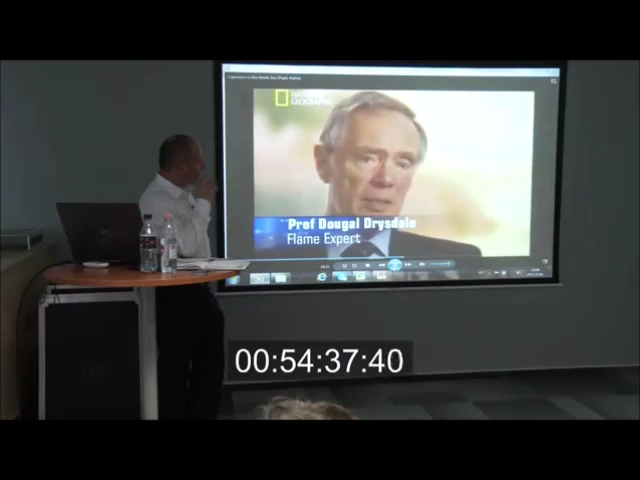 NATIONAL
GEOGRAPHIC
Prof Dougal Drysdale
Flame Expert
00:54:37:40